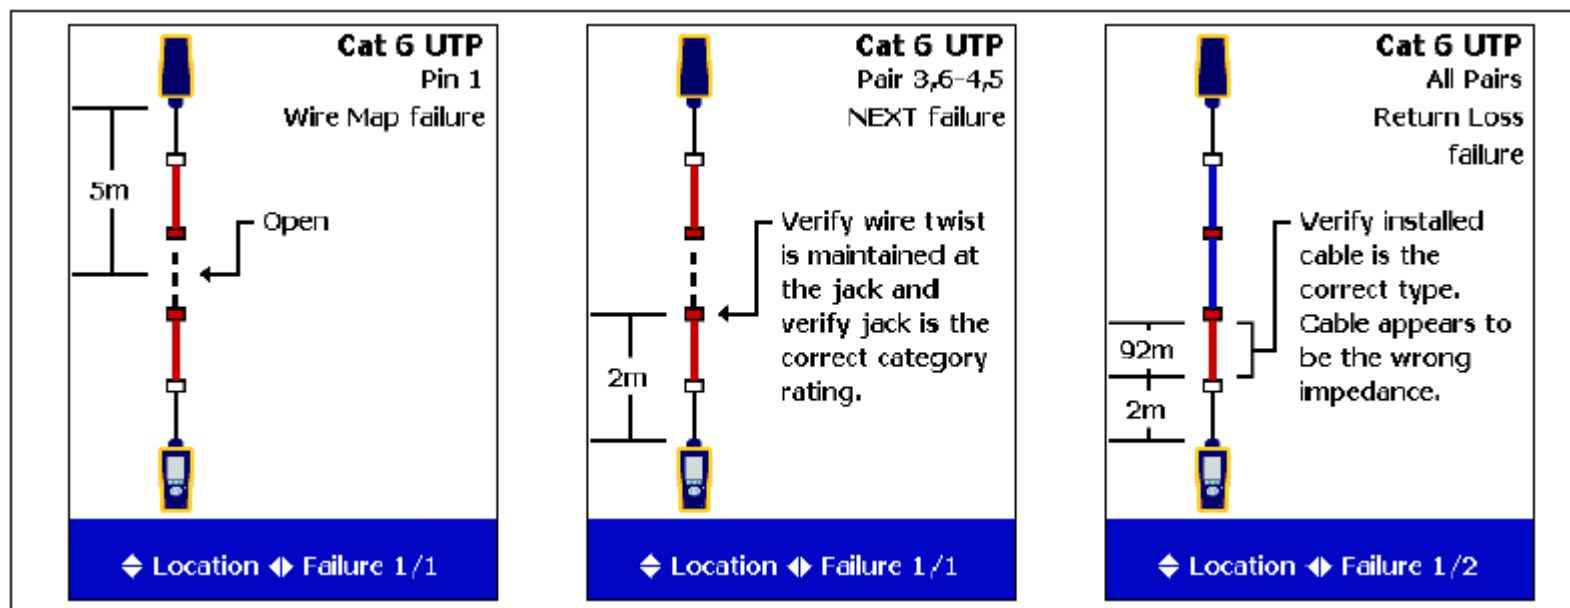 Cat 6 UTP
Pin 1
Wire Map failure
5m
Open
Location Failure 1/1
Cat 6 UTP
Pair 3,6-4,5
NEXT failure
Verify wire twist
is maintained at
the jack and
verify jack is the
correct category
rating.
2m
Location Failure 1/1
Cat 6 UTP
All Pairs
Return Loss
failure
Verify installed
cable is the
correct type.
Cable appears to
be the wrong
impedance.
92m
2m
Location Failure 1/2